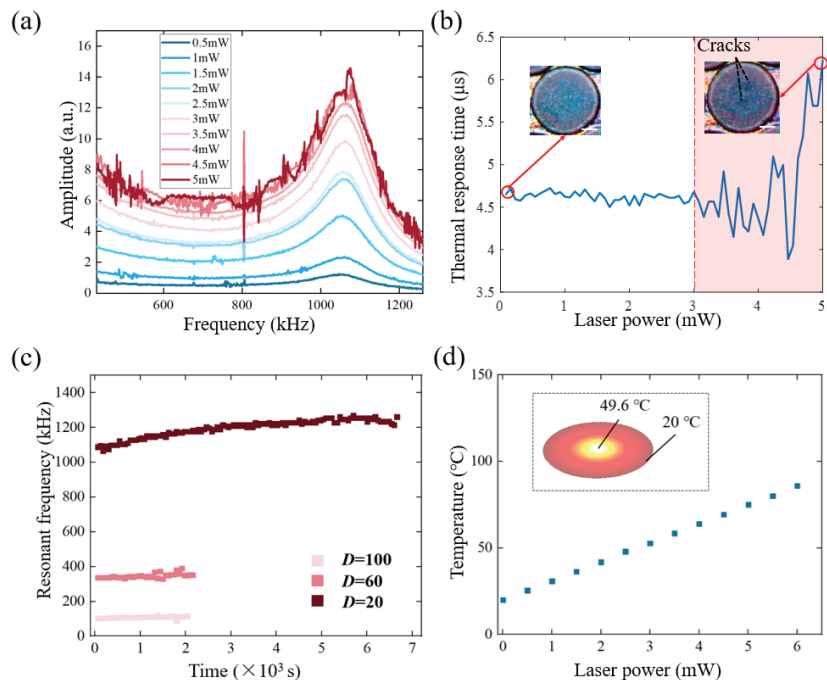 (a)
16
14
12
10
8
6
4
2
0
Amplitude (a.u.)
0.5mW
1mW
1.5mW
2mW
2.5mW
3mW
3.5mW
4mW
4.5mW
5mW
600
800
1000
1200
Frequency (kHz)
(b)
6.5
6
5.5
5
4.5
4
3.5
Thermal response time (μs)
Cracks
0
1
2
3
4
5
Laser power (mW)
(c)
1400
1200
1000
800
600
400
200
0
Resonant frequency (kHz)
D=100
D=60
D=20
0
1
2
3
4
5
6
7
Time (×10³ s)
(d)
150
100
50
0
Temperature (℃)
49.6 ℃
20 ℃
0
1
2
3
4
5
6
Laser power (mW)